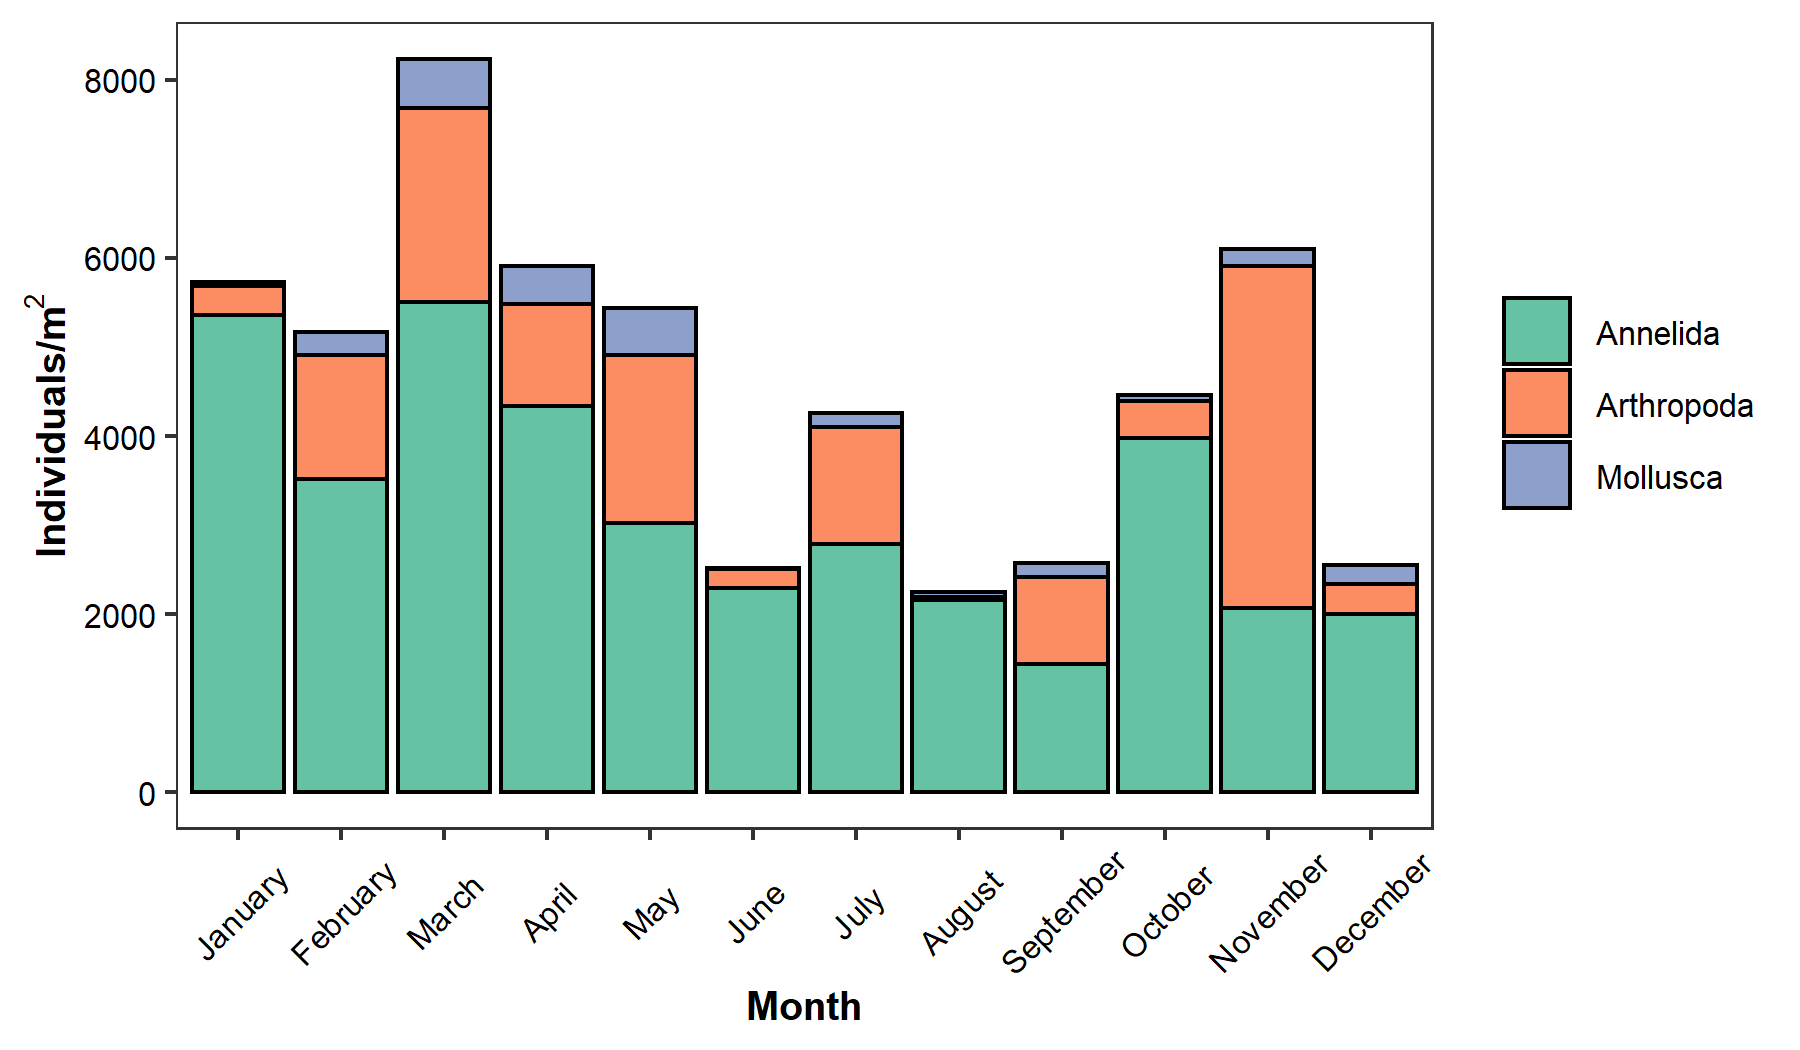 Individuals/m²
8000
6000
4000
2000
0
January
February
March
April
May
June
July
August
September
October
November
December
Month
Annelida
Arthropoda
Mollusca